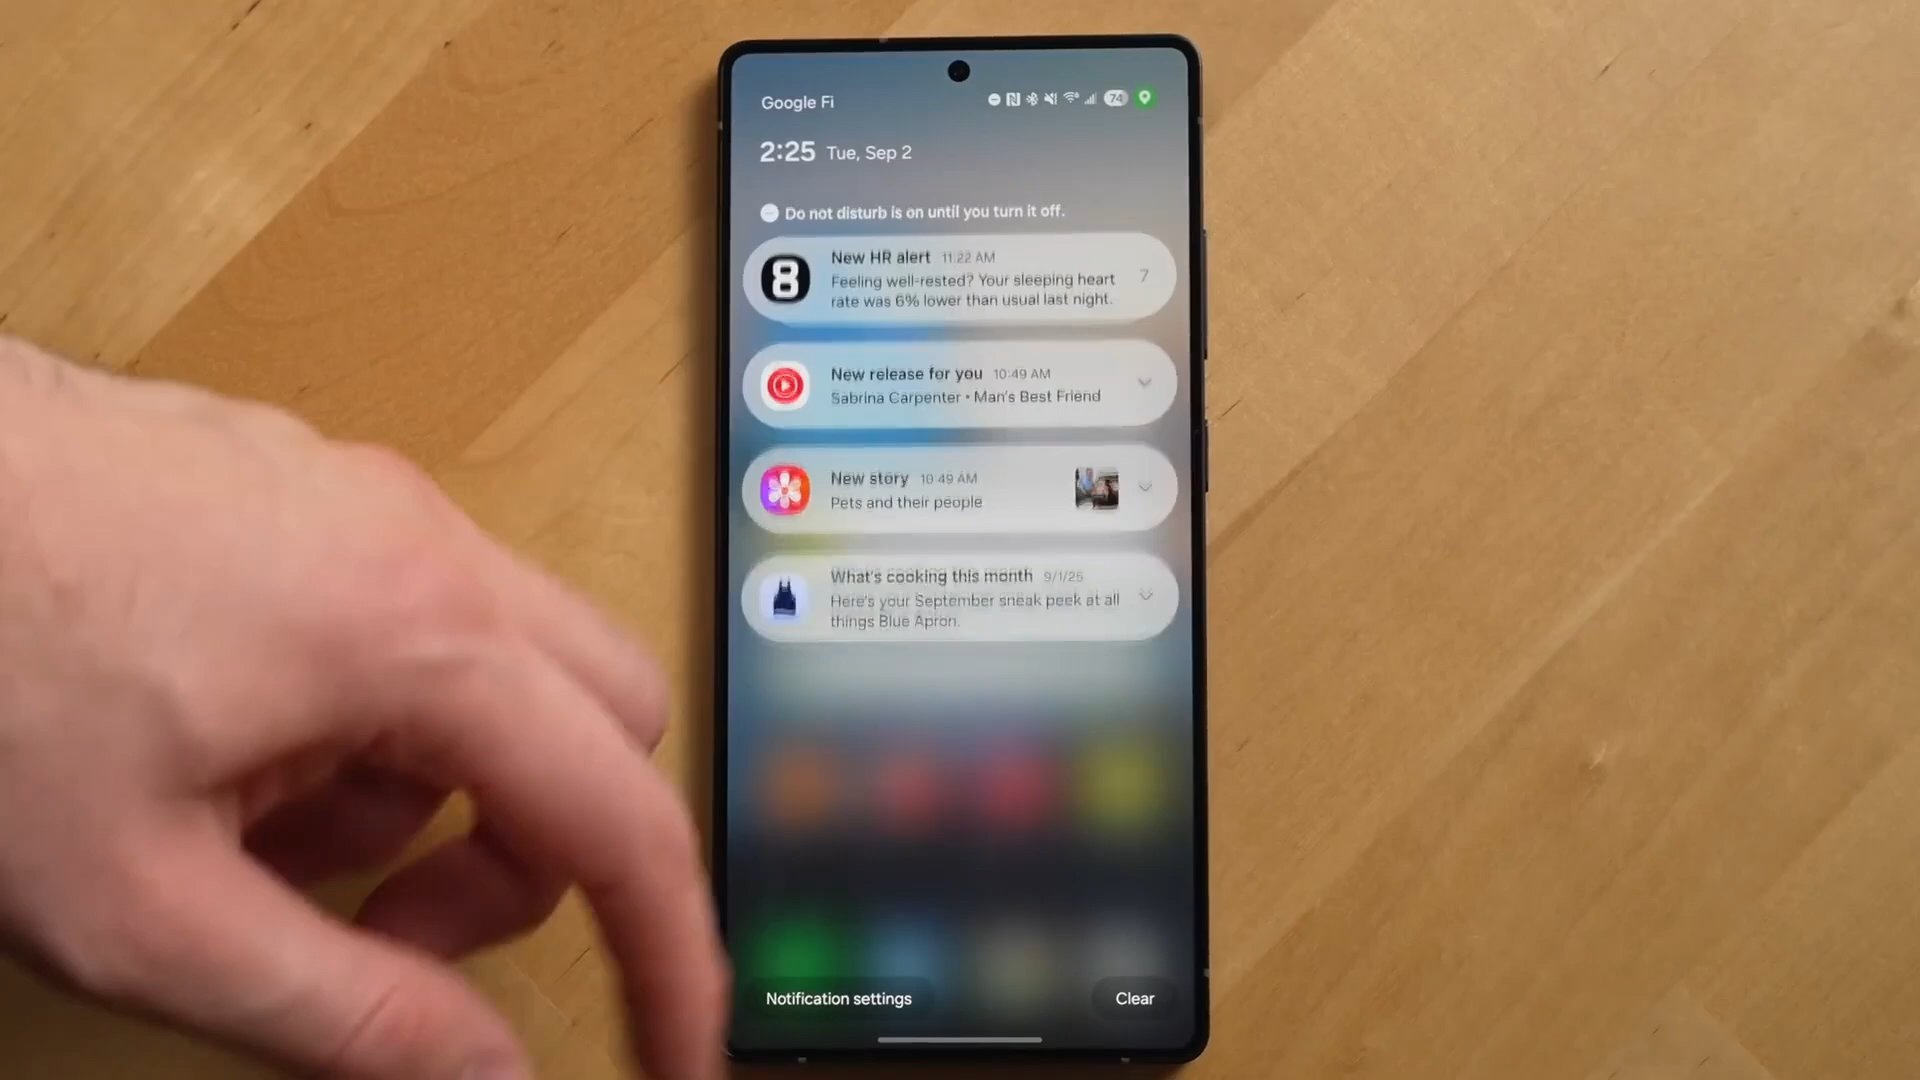 Google Fi
74
2:25 Tue, Sep 2
Do not disturb is on until you turn it off.
8
New HR alert 11:22 AM
Feeling well-rested? Your sleeping heart
rate was 6% lower than usual last night.
7
New release for you 10:49 AM
Sabrina Carpenter • Man's Best Friend
New story 10:49 AM
Pets and their people
What's cooking this month 9/1/25
Here's your September sneak peek at all
things Blue Apron.
Notification settings
Clear